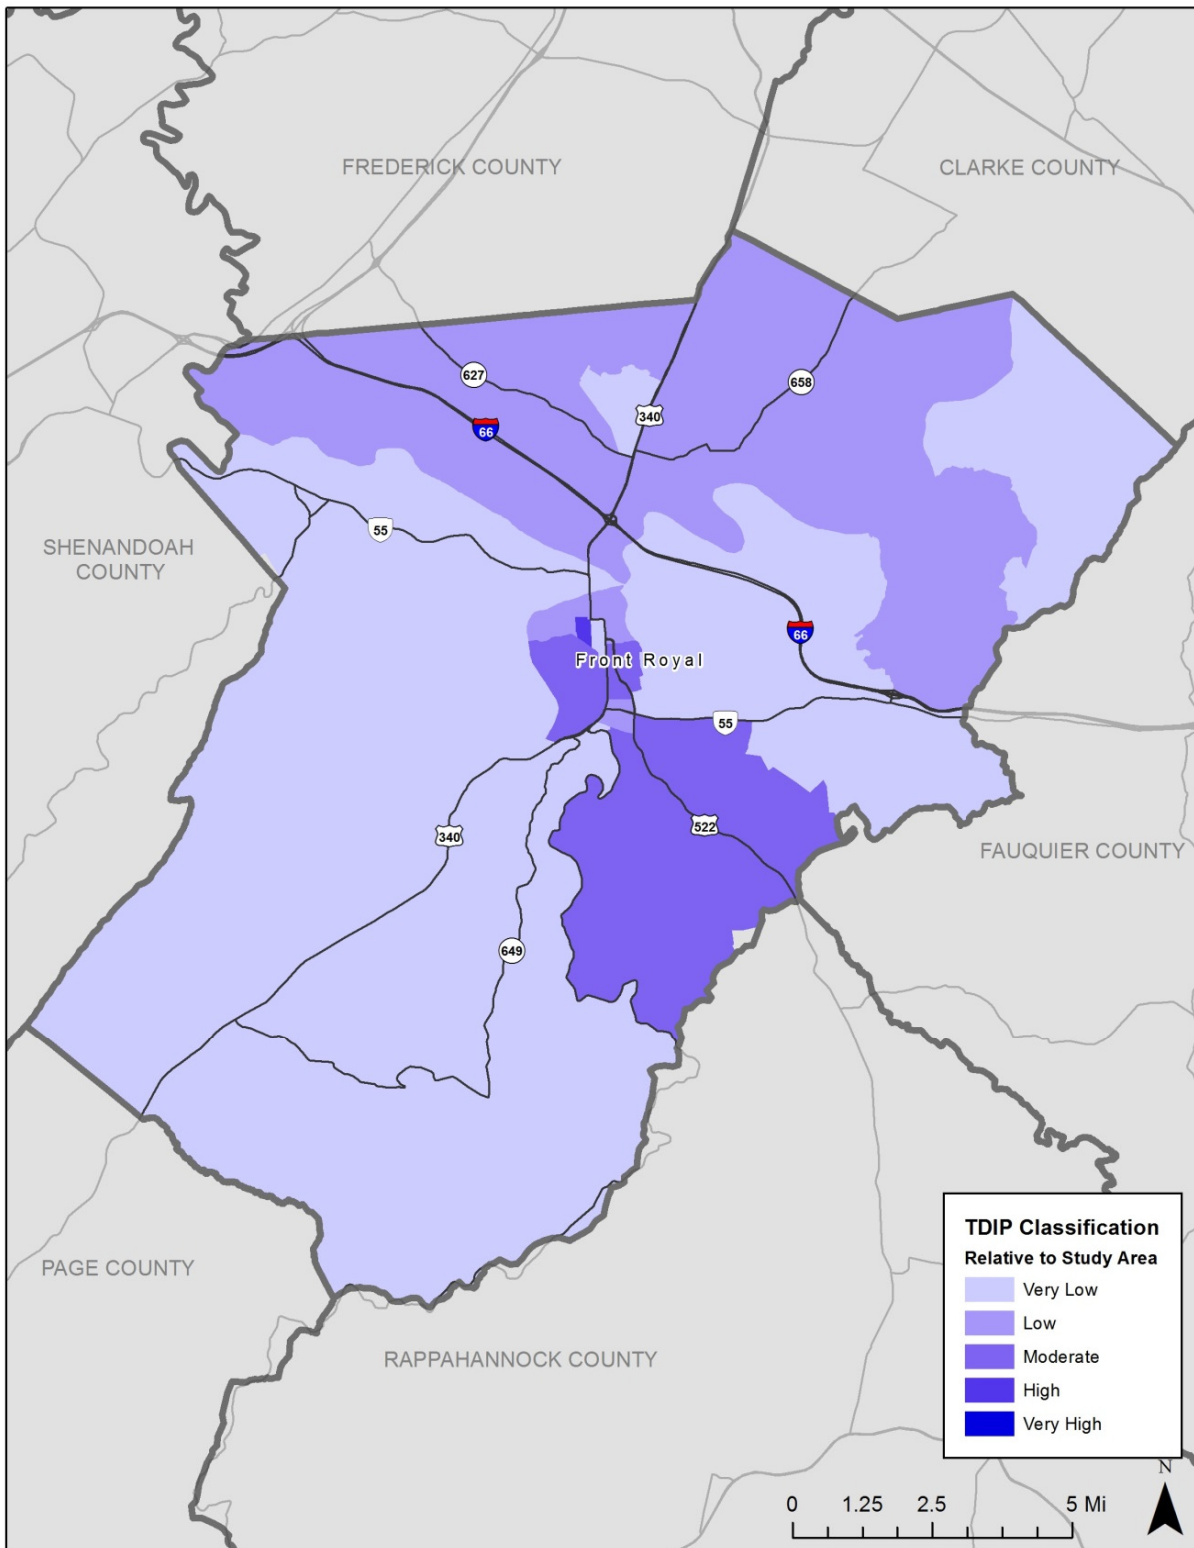 FREDERICK COUNTY
CLARKE COUNTY
627
658
340
66
55
SHENANDOAH
COUNTY
66
Front Royal
55
522
340
FAUQUIER COUNTY
649
TDIP Classification
Relative to Study Area
Very Low
Low
Moderate
High
Very High
PAGE COUNTY
RAPPAHANNOCK COUNTY
N
0 1.25 2.5 5 Mi